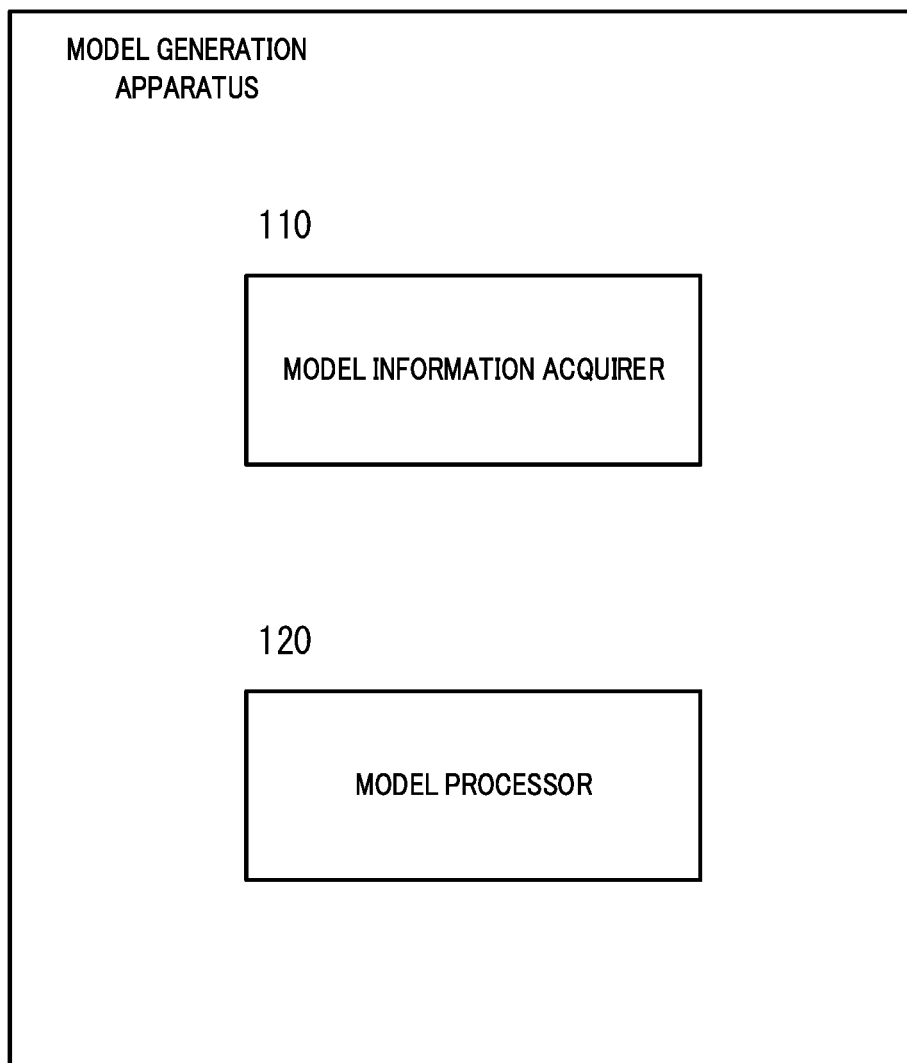 MODEL GENERATION
APPARATUS
110
MODEL INFORMATION ACQUIRER
120
MODEL PROCESSOR